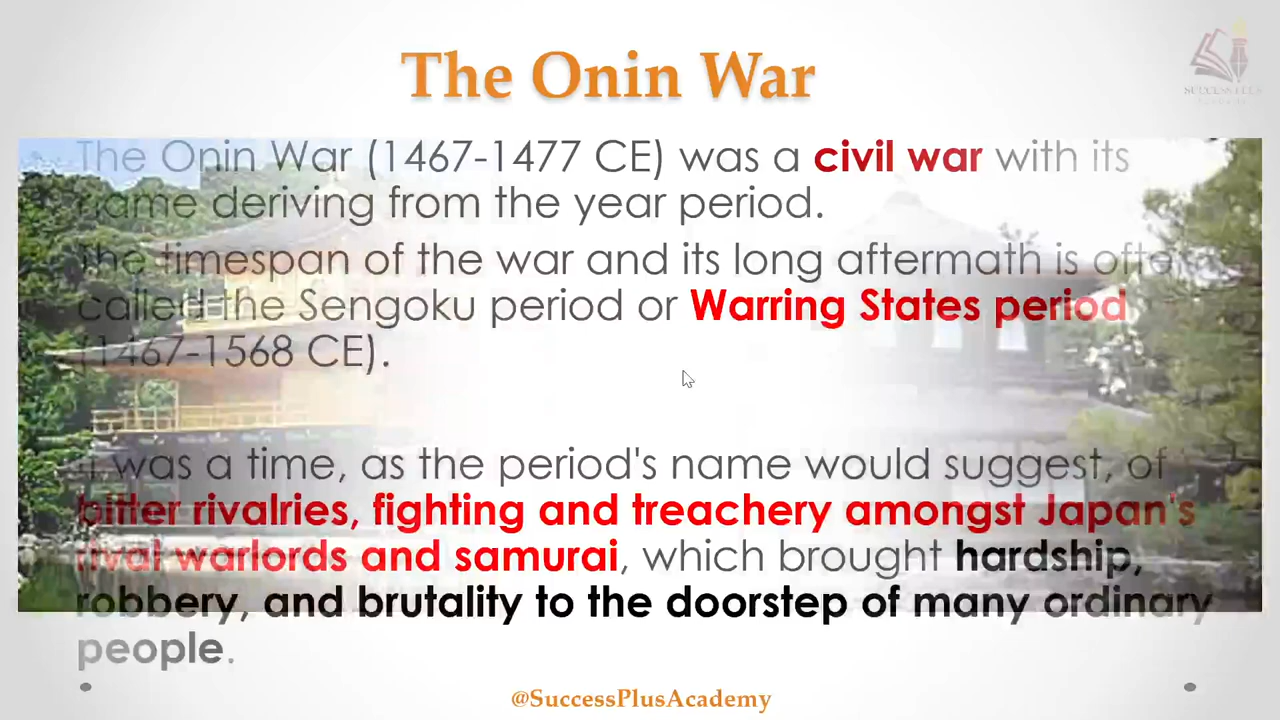 The Onin War
SUCCESS PLUS
ACADEMY
The Onin War (1467-1477 CE) was a civil war with its
name deriving from the year period.
The timespan of the war and its long aftermath is often
called the Sengoku period or Warring States period
(1467-1568 CE).
It was a time, as the period's name would suggest, of
bitter rivalries, fighting and treachery amongst Japan's
rival warlords and samurai, which brought hardship,
robbery, and brutality to the doorstep of many ordinary
people.
@SuccessPlusAcademy